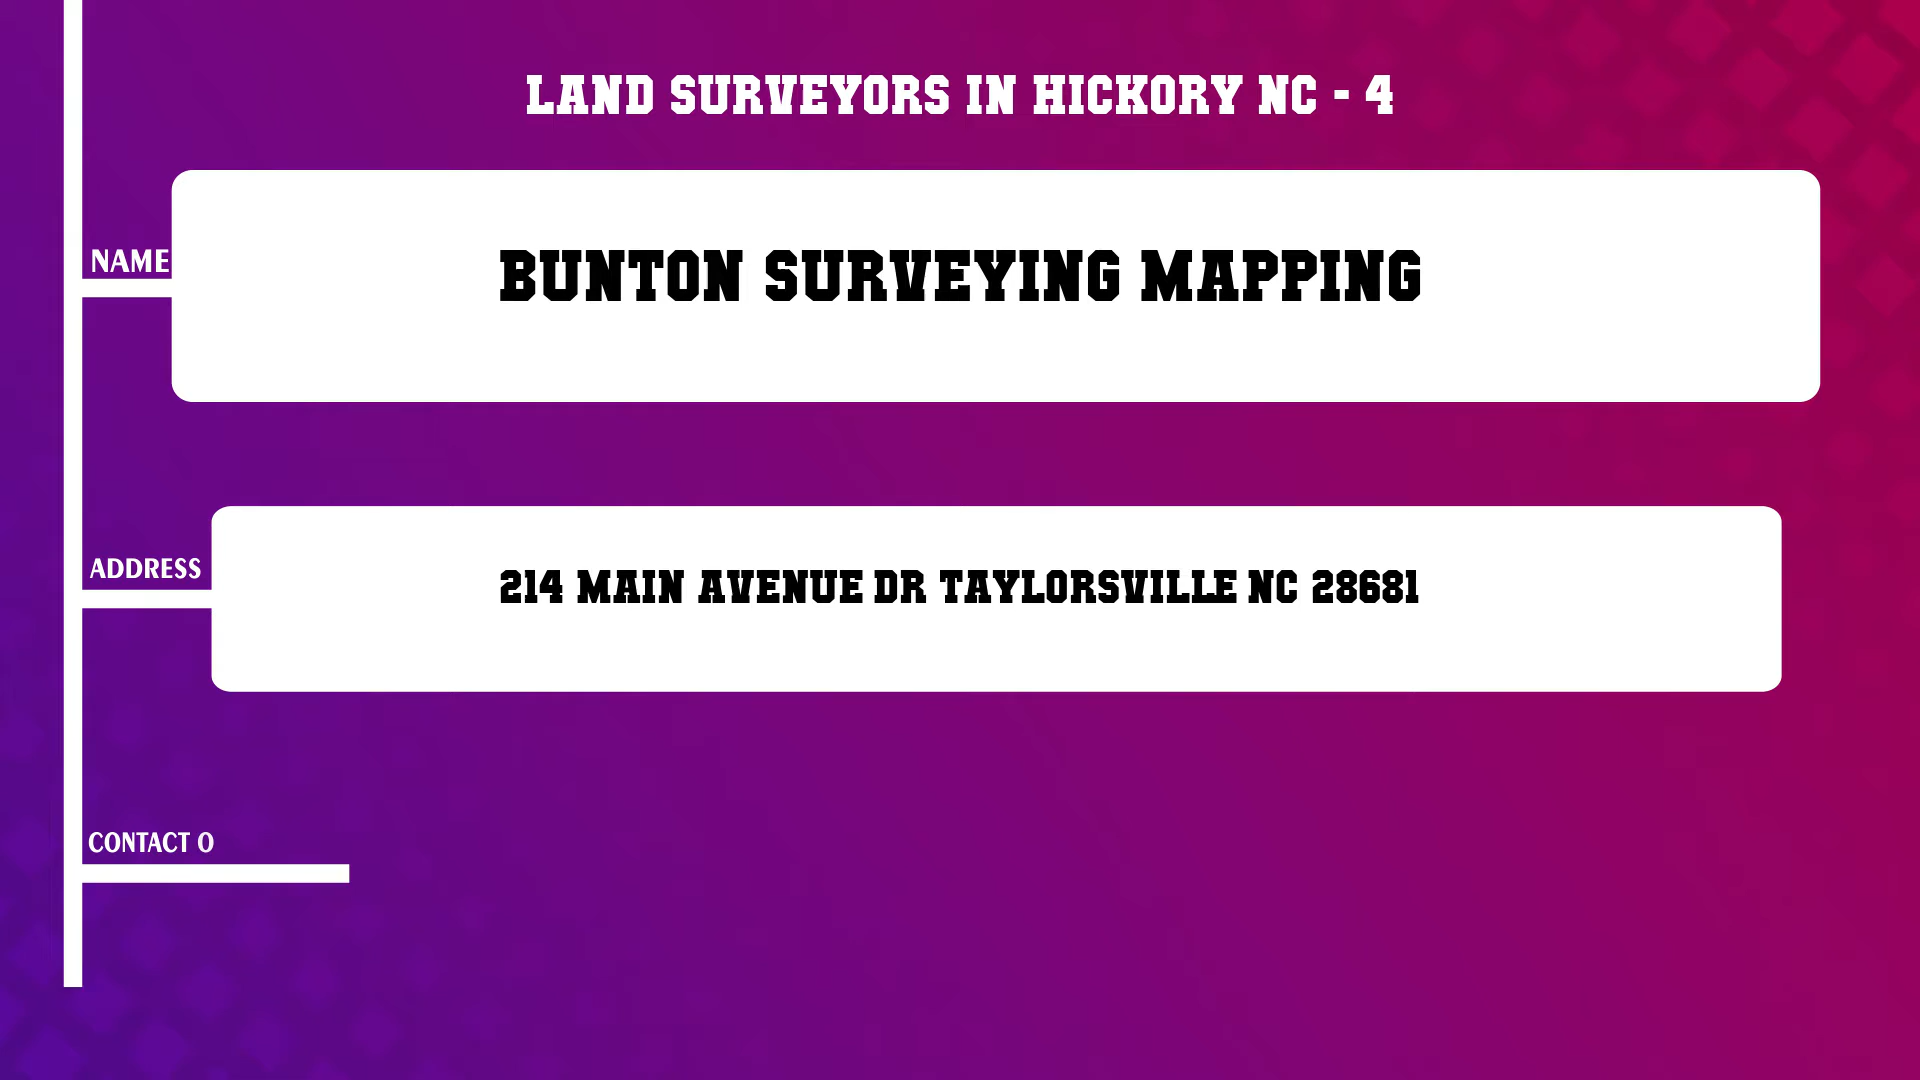 LAND SURVEYORS IN HICKORY NC - 4
NAME
BUNTON SURVEYING MAPPING
ADDRESS
214 MAIN AVENUE DR TAYLORSVILLE NC 28681
CONTACT O